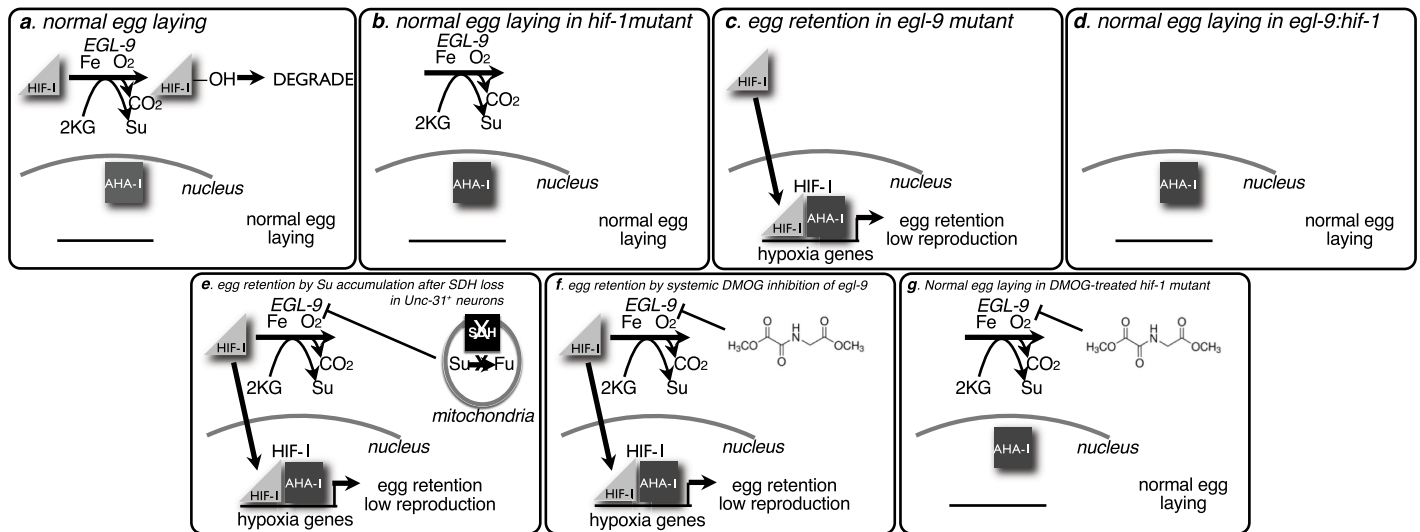 a. normal egg laying
EGL-9
Fe O2
HIF-1
HIF-1
OH
DEGRADE
CO2
2KG
Su
AHA-1
nucleus
normal egg
laying
b. normal egg laying in hif-1mutant
EGL-9
Fe O2
CO2
2KG
Su
AHA-1
nucleus
normal egg
laying
c. egg retention in egl-9 mutant
HIF-1
nucleus
HIF-1
HIF-1
AHA-1
egg retention
low reproduction
hypoxia genes
d. normal egg laying in egl-9:hif-1
nucleus
AHA-1
normal egg
laying
e. egg retention by Su accumulation after SDH loss
in Unc-31+ neurons
EGL-9
Fe O2
HIF-1
SDH
Su Fu
CO2
2KG
Su
mitochondria
nucleus
HIF-1
HIF-1
AHA-1
egg retention
low reproduction
hypoxia genes
f. egg retention by systemic DMOG inhibition of egl-9
EGL-9
Fe O2
HIF-1
O
H
N
O
H3CO
O
OCH3
CO2
2KG
Su
nucleus
HIF-1
HIF-1
AHA-1
egg retention
low reproduction
hypoxia genes
g. Normal egg laying in DMOG-treated hif-1 mutant
EGL-9
Fe O2
O
H
N
O
H3CO
O
OCH3
CO2
2KG
Su
nucleus
AHA-1
normal egg
laying